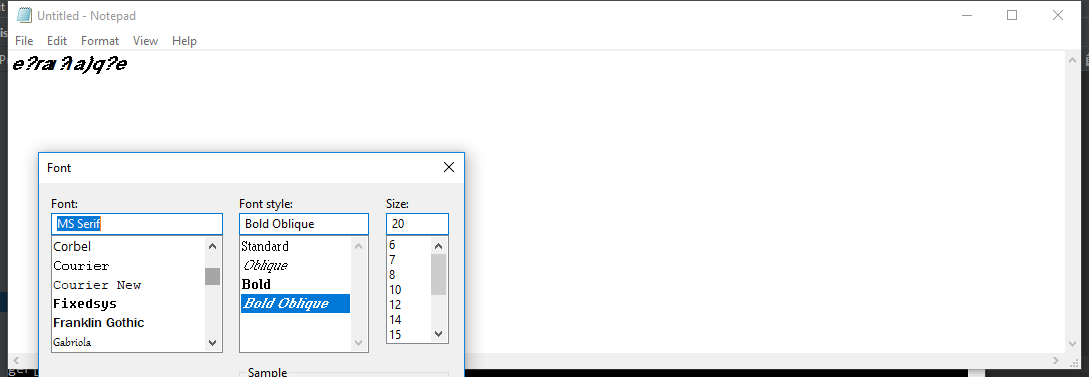 Untitled - Notepad
File Edit Format View Help
Font
Font: Font style: Size:
MS Serif Bold Oblique 20
Corbel Standard 6
Courier Oblique 7
Courier New Bold 8
Fixedsys Bold Oblique 10
Franklin Gothic 12
Gabriola 14
15
Sample